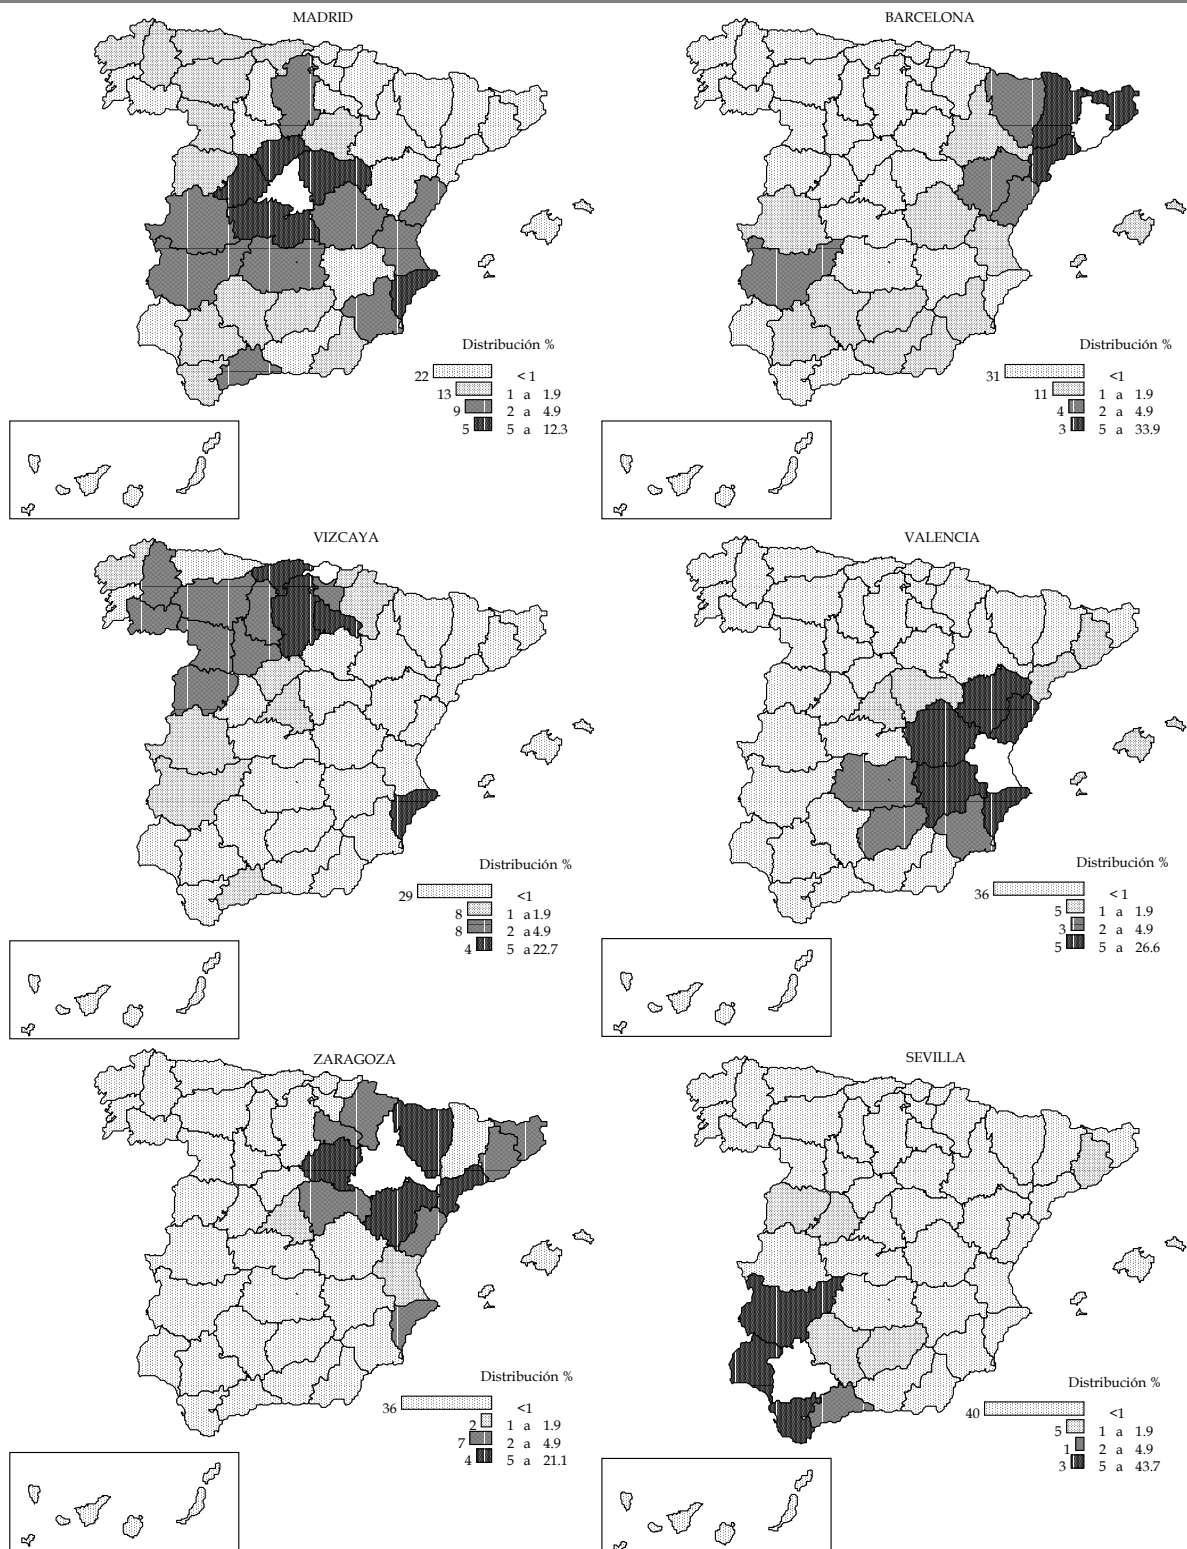 MADRID
Distribución %
22 < 1
13 1 a 1.9
9 2 a 4.9
5 5 a 12.3
BARCELONA
Distribución %
31 <1
11 1 a 1.9
4 2 a 4.9
3 5 a 33.9
VIZCAYA
Distribución %
29 <1
8 1 a 1.9
8 2 a 4.9
4 5 a 22.7
VALENCIA
Distribución %
36 <1
5 1 a 1.9
3 2 a 4.9
5 5 a 26.6
ZARAGOZA
Distribución %
36 <1
2 1 a 1.9
7 2 a 4.9
4 5 a 21.1
SEVILLA
Distribución %
40 <1
5 1 a 1.9
1 2 a 4.9
3 5 a 43.7